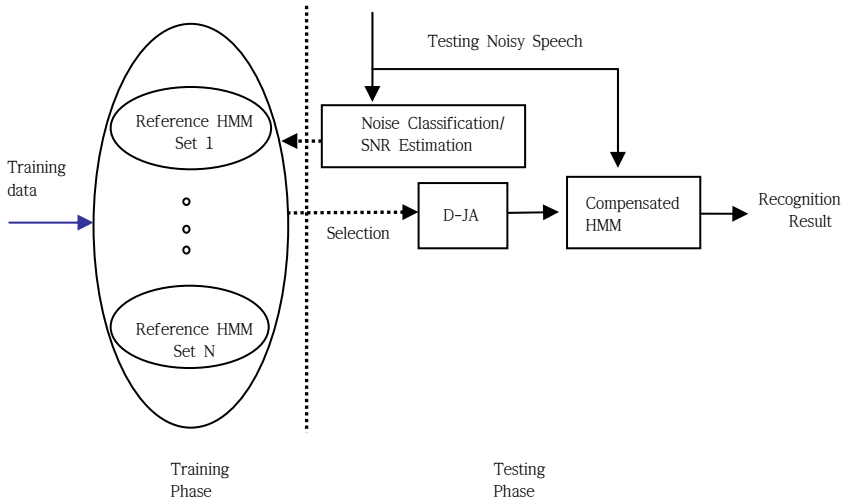 Testing Noisy Speech
Reference HMM
Set 1
Noise Classification/
SNR Estimation
Training
data
Selection
D-JA
Compensated
HMM
Recognition
Result
Reference HMM
Set N
Training
Phase
Testing
Phase